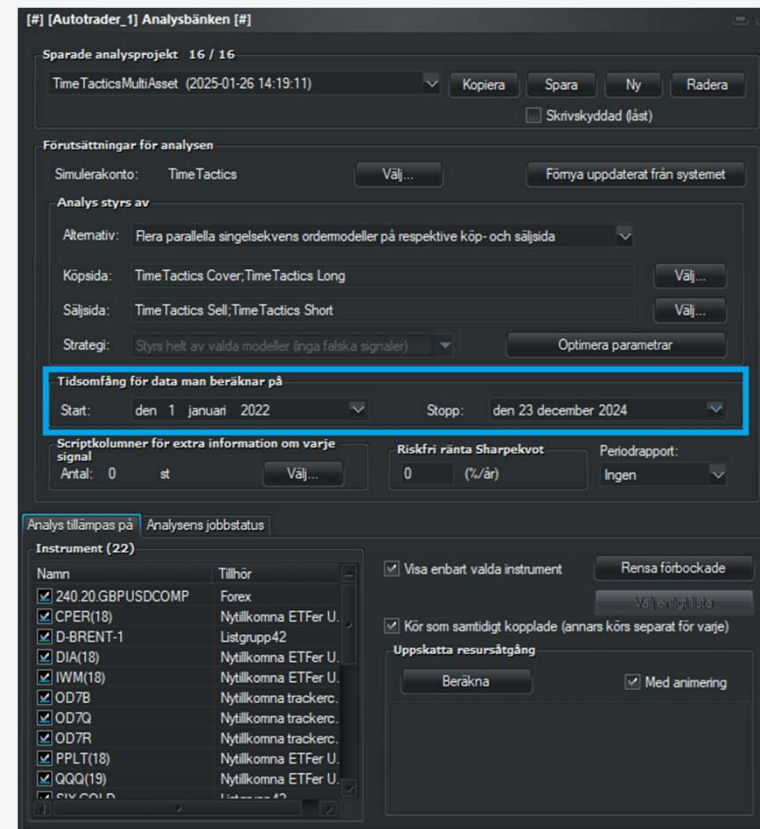 [#] [Autotrader_1] Analysbänken [#]
Sparade analysprojekt 16 / 16
TimeTacticsMultiAsset (2025-01-26 14:19:11)
Kopiera
Spara
Ny
Radera
Skrivskyddad (låst)
Förutsättningar för analysen
Simulerakonto: TimeTactics
Välj...
Förnya uppdaterat från systemet
Analys styrs av
Alternativ: Flera parallella singelsekvens ordermodeller på respektive köp- och säljsida
Köpsida: TimeTactics Cover;TimeTactics Long
Välj...
Säljsida: TimeTactics Sell;TimeTactics Short
Välj...
Strategi: Styrs helt av valda modeller (inga falska signaler)
Optimera parametrar
Tidsomfång för data man beräknar på
Start: den 1 januari 2022
Stopp: den 23 december 2024
Scriptkolumner för extra information om varje
signal
Antal: 0 st
Välj...
Riskfri ränta Sharpekvot
0 (%/år)
Periodrapport:
Ingen
Analys tillämpas på
Analysens jobbstatus
Instrument (22)
Namn Tillhör
240.20.GBPUSDCOMP Forex
CPER(18) Nytillkomna ETFer U.
D-BRENT-1 Listgrupp42
DIA(18) Nytillkomna ETFer U.
IWM(18) Nytillkomna ETFer U.
OD7B Nytillkomna trackerc.
OD7Q Nytillkomna trackerc.
OD7R Nytillkomna trackerc.
PPLT(18) Nytillkomna ETFer U.
QQQ(19) Nytillkomna ETFer U.
Visa enbart valda instrument
Rensa förbockade
Välj enligt lista
Kör som samtidigt kopplade (annars körs separat för varje)
Uppskatta resursåtgång
Beräkna
Med animering